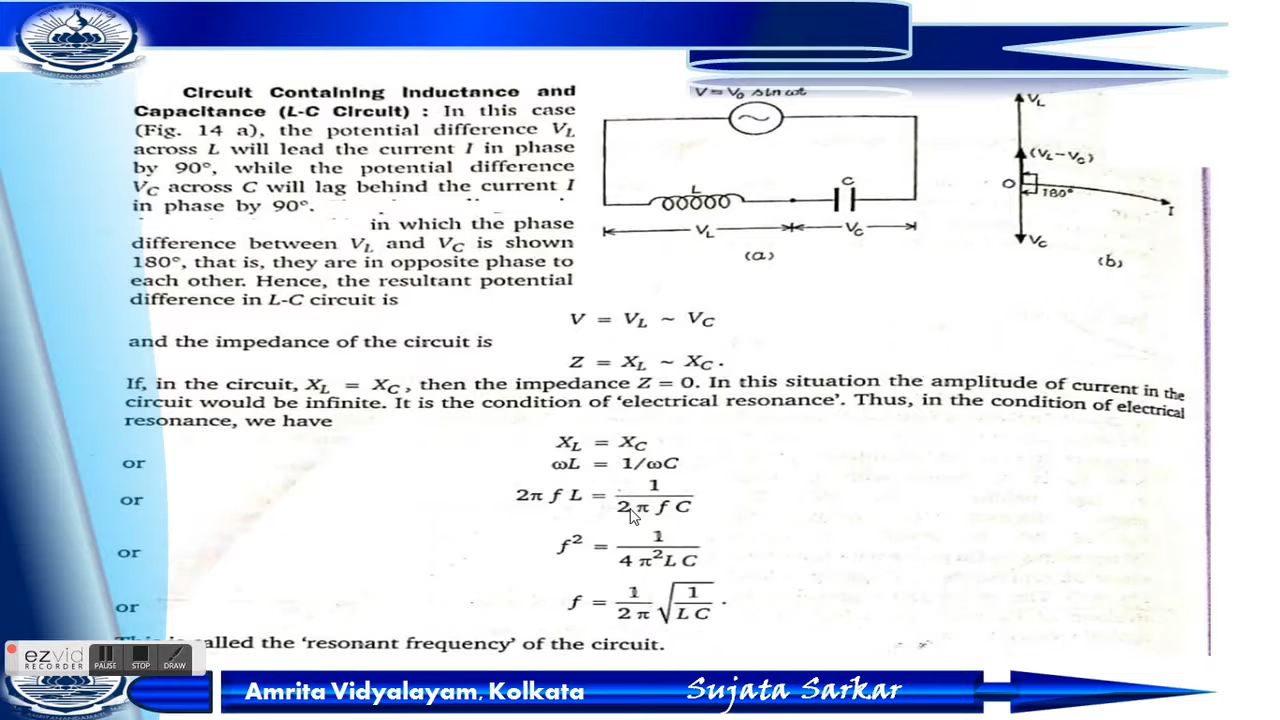 Circuit Containing Inductance and
Capacitance (L-C Circuit) : In this case
(Fig. 14 a), the potential difference V_L
across L will lead the current I in phase
by 90°, while the potential difference
V_C across C will lag behind the current I
in phase by 90°.
in which the phase
difference between V_L and V_C is shown
180°, that is, they are in opposite phase to
each other. Hence, the resultant potential
difference in L-C circuit is
V = V₀ sin ωt
L
C
V_L
V_C
(a)
V_L
(V_L – V_C)
O
180°
I
V_C
(b)
V = V_L ~ V_C
and the impedance of the circuit is
Z = X_L ~ X_C.
If, in the circuit, X_L = X_C, then the impedance Z = 0. In this situation the amplitude of current in the
circuit would be infinite. It is the condition of ‘electrical resonance’. Thus, in the condition of electrical
resonance, we have
X_L = X_C
or ωL = 1/ωC
or 2π f L = 1 / 2 π f C
or f² = 1 / 4 π² L C
or f = 1 / 2 π √ 1 / L C .
called the ‘resonant frequency’ of the circuit.
ezvid
RECORDER
PAUSE
STOP
DRAW
Amrita Vidyalayam, Kolkata
Sujata Sarkar